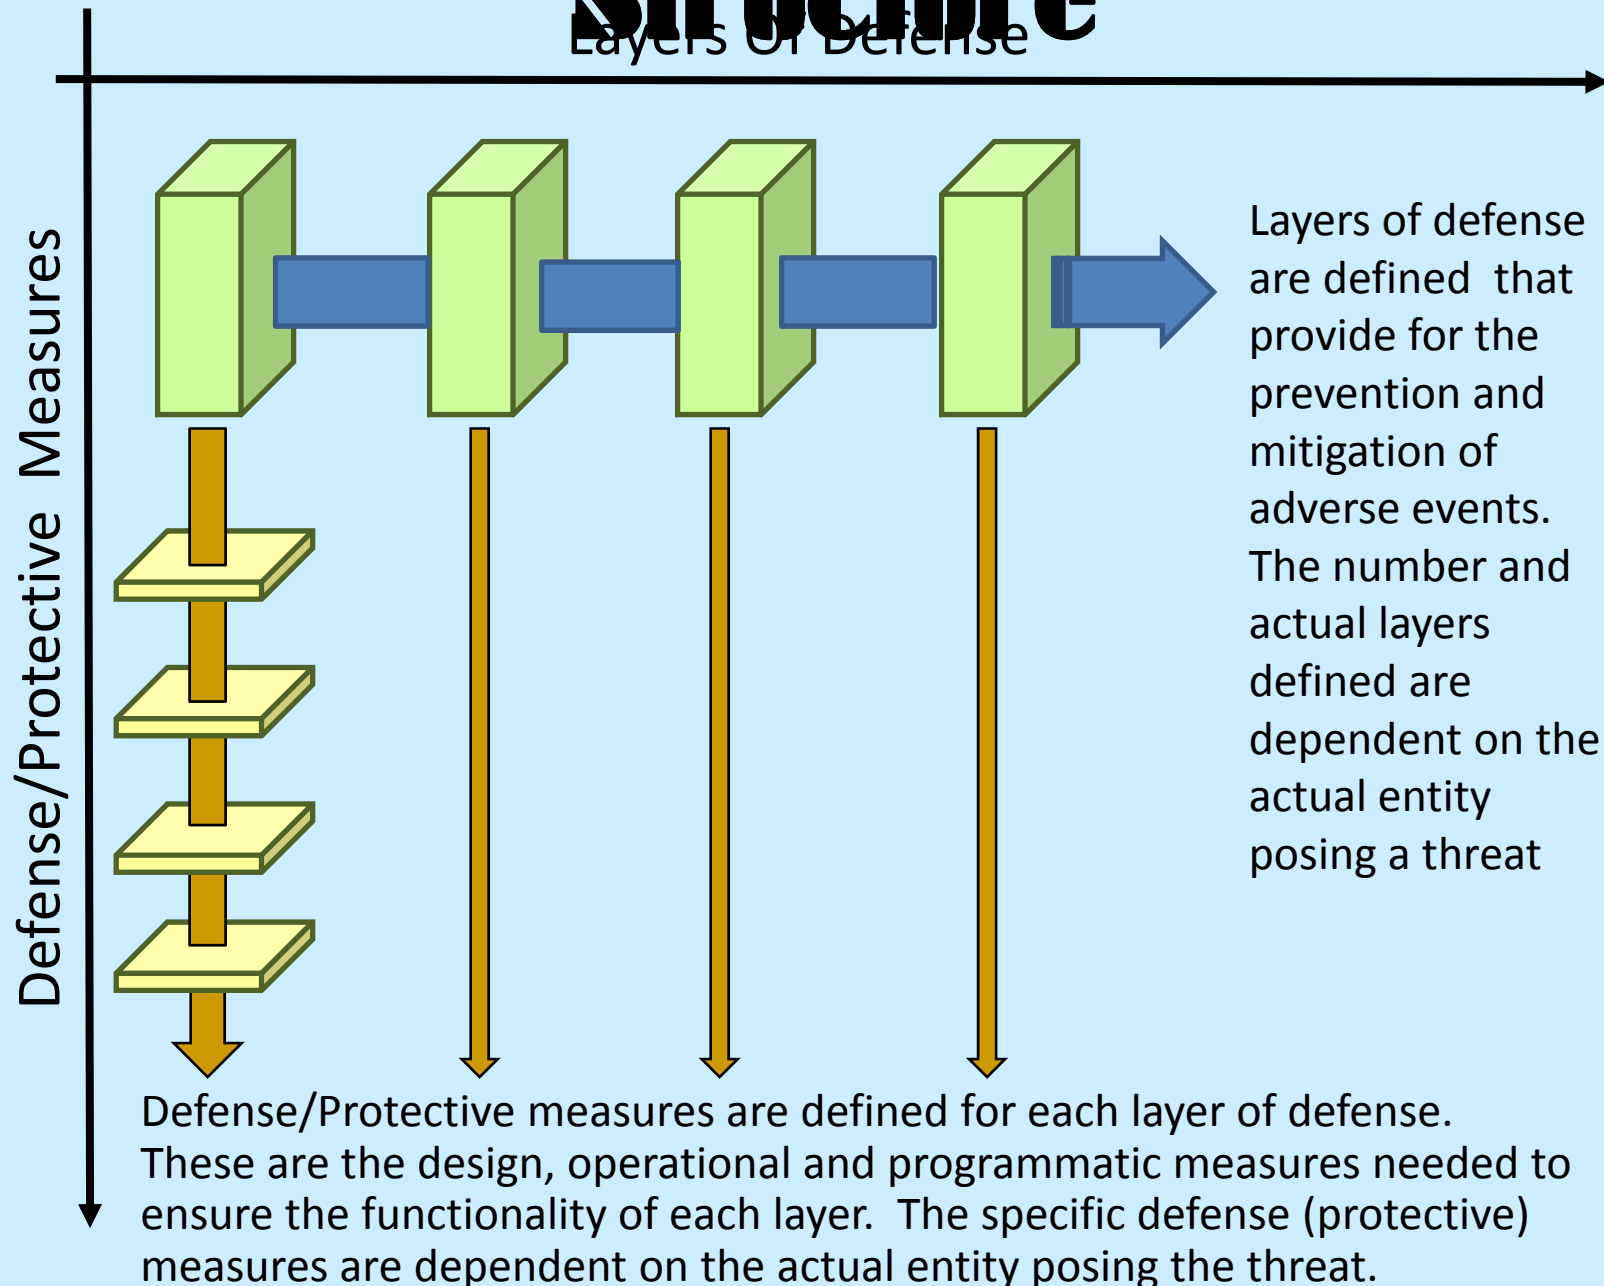 Structure
Layers Of Defense
Defense/Protective Measures
Layers of defense
are defined that
provide for the
prevention and
mitigation of
adverse events.
The number and
actual layers
defined are
dependent on the
actual entity
posing a threat
Defense/Protective measures are defined for each layer of defense.
These are the design, operational and programmatic measures needed to
ensure the functionality of each layer. The specific defense (protective)
measures are dependent on the actual entity posing the threat.